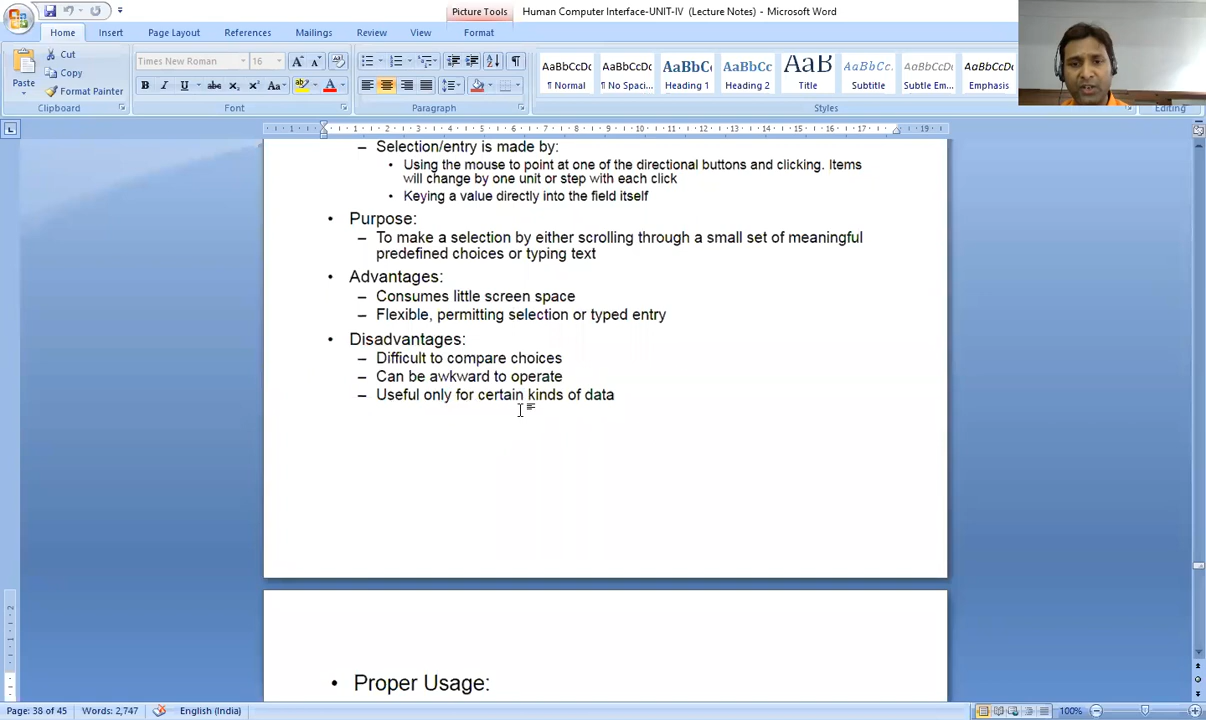 Picture Tools
Human Computer Interface-UNIT-IV (Lecture Notes) - Microsoft Word
Home Insert Page Layout References Mailings Review View Format
Paste
Cut
Copy
Format Painter
Clipboard
Times New Roman 16
Font
Paragraph
AaBbCcDc AaBbCcDc AaBbCc AaBbCc AaB AaBbCc. AaBbCcDc AaBbCcDc
¶ Normal ¶ No Spaci... Heading 1 Heading 2 Title Subtitle Subtle Em... Emphasis
Styles
Editing
– Selection/entry is made by:
• Using the mouse to point at one of the directional buttons and clicking. Items
will change by one unit or step with each click
• Keying a value directly into the field itself
• Purpose:
– To make a selection by either scrolling through a small set of meaningful
predefined choices or typing text
• Advantages:
– Consumes little screen space
– Flexible, permitting selection or typed entry
• Disadvantages:
– Difficult to compare choices
– Can be awkward to operate
– Useful only for certain kinds of data
• Proper Usage:
Page: 38 of 45 Words: 2,747 English (India) 100%